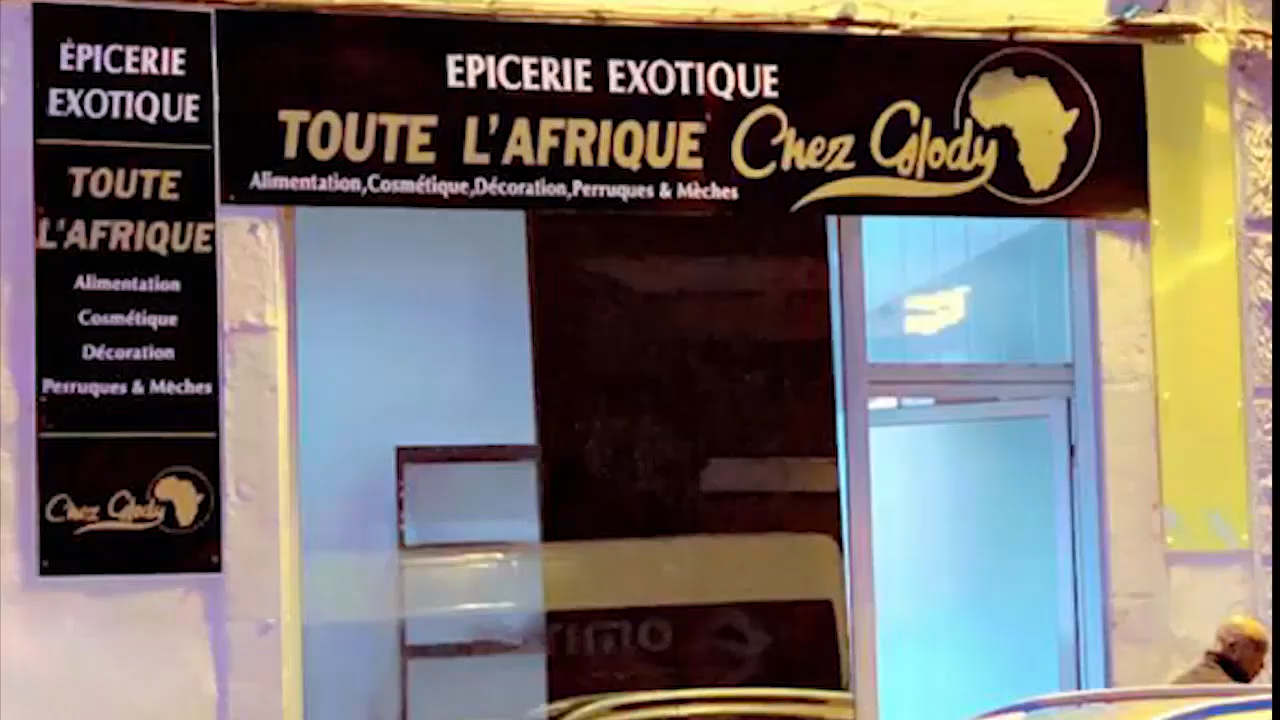 ÉPICERIE
EXOTIQUE
TOUTE
L'AFRIQUE
Alimentation
Cosmétique
Décoration
Perruques & Mèches
Chez Glody
EPICERIE EXOTIQUE
TOUTE L'AFRIQUE Chez Glody
Alimentation,Cosmétique,Décoration,Perruques & Mèches